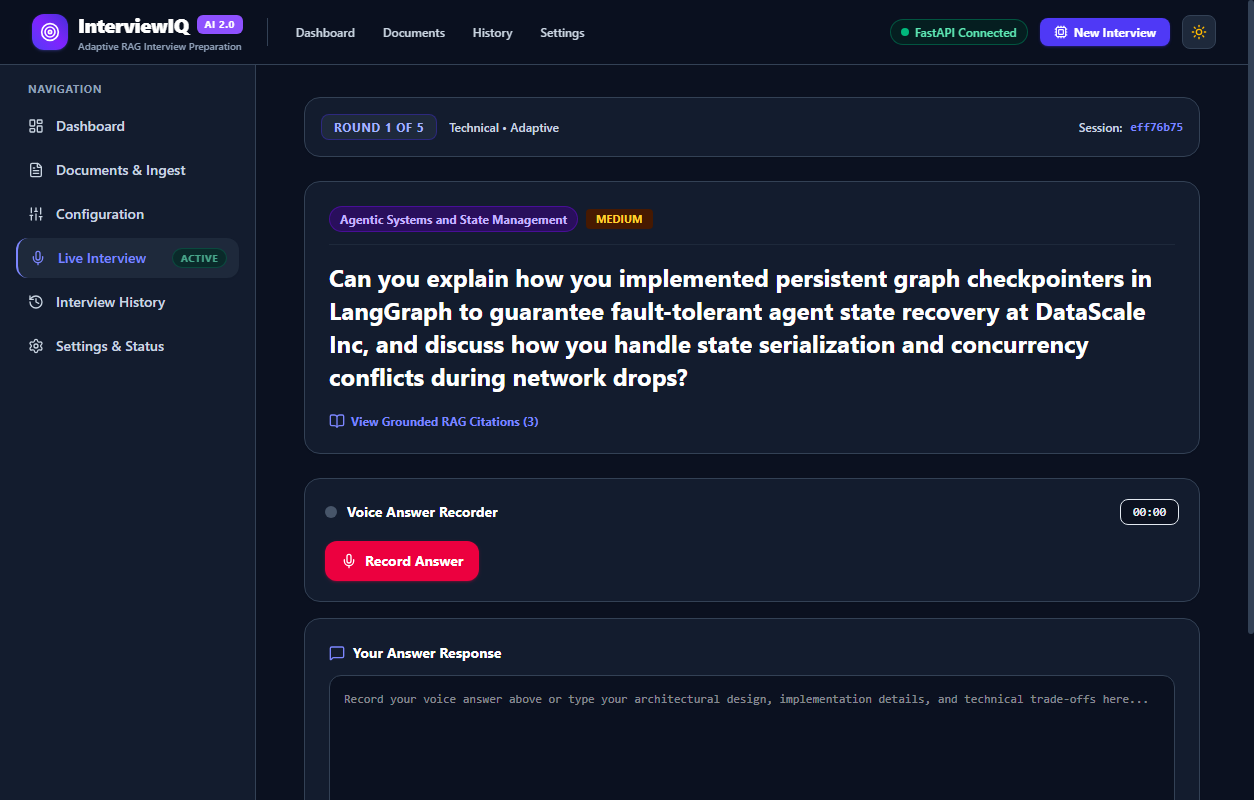 InterviewIQ AI 2.0
Adaptive RAG Interview Preparation
Dashboard Documents History Settings
FastAPI Connected
New Interview
NAVIGATION
Dashboard
Documents & Ingest
Configuration
Live Interview ACTIVE
Interview History
Settings & Status
ROUND 1 OF 5 Technical • Adaptive
Session: eff76b75
Agentic Systems and State Management MEDIUM
Can you explain how you implemented persistent graph checkpointers in
LangGraph to guarantee fault-tolerant agent state recovery at DataScale
Inc, and discuss how you handle state serialization and concurrency
conflicts during network drops?
View Grounded RAG Citations (3)
Voice Answer Recorder 00:00
Record Answer
Your Answer Response
Record your voice answer above or type your architectural design, implementation details, and technical trade-offs here...